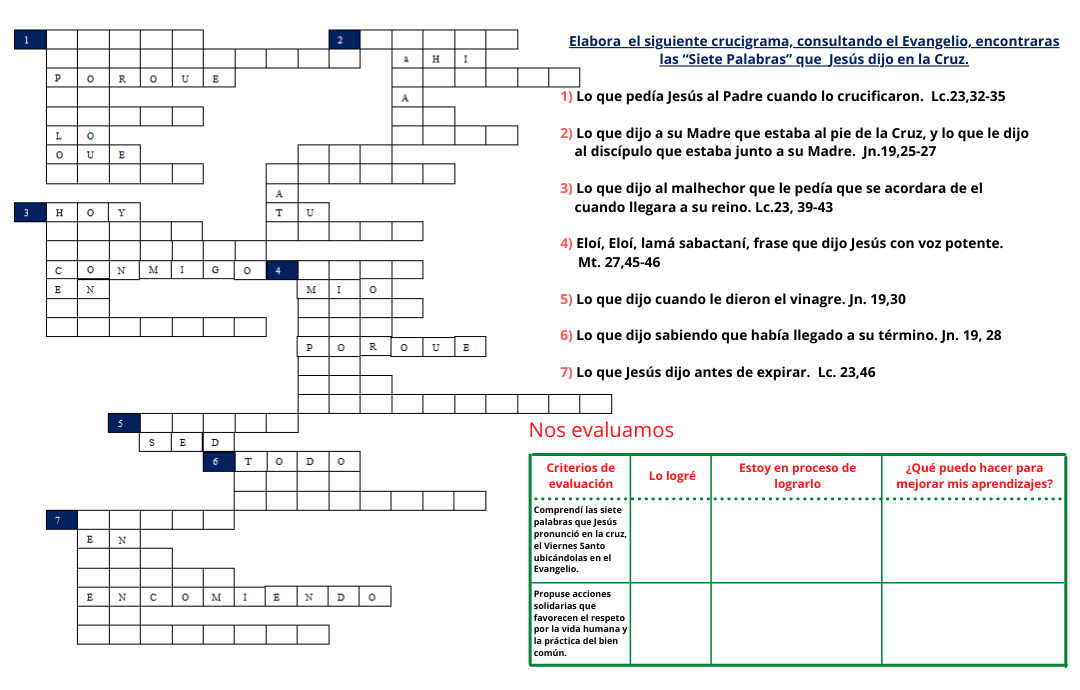 1
2
A H I
P O R Q U E
A
L O
Q U E
A
3 H O Y
T U
C O N M I G O 4
E N
M I O
P O R Q U E
5
S E D
6 T O D O
7
E N
E N C O M I E N D O
Elabora el siguiente crucigrama, consultando el Evangelio, encontraras
las “Siete Palabras” que Jesús dijo en la Cruz.
1) Lo que pedía Jesús al Padre cuando lo crucificaron. Lc.23,32-35
2) Lo que dijo a su Madre que estaba al pie de la Cruz, y lo que le dijo
al discípulo que estaba junto a su Madre. Jn.19,25-27
3) Lo que dijo al malhechor que le pedía que se acordara de el
cuando llegara a su reino. Lc.23, 39-43
4) Eloí, Eloí, lamá sabactaní, frase que dijo Jesús con voz potente.
Mt. 27,45-46
5) Lo que dijo cuando le dieron el vinagre. Jn. 19,30
6) Lo que dijo sabiendo que había llegado a su término. Jn. 19, 28
7) Lo que Jesús dijo antes de expirar. Lc. 23,46
Nos evaluamos
Criterios de
evaluación
Lo logré
Estoy en proceso de
lograrlo
¿Qué puedo hacer para
mejorar mis aprendizajes?
Comprendí las siete
palabras que Jesús
pronunció en la cruz,
el Viernes Santo
ubicándolas en el
Evangelio.
Propuse acciones
solidarias que
favorecen el respeto
por la vida humana y
la práctica del bien
común.